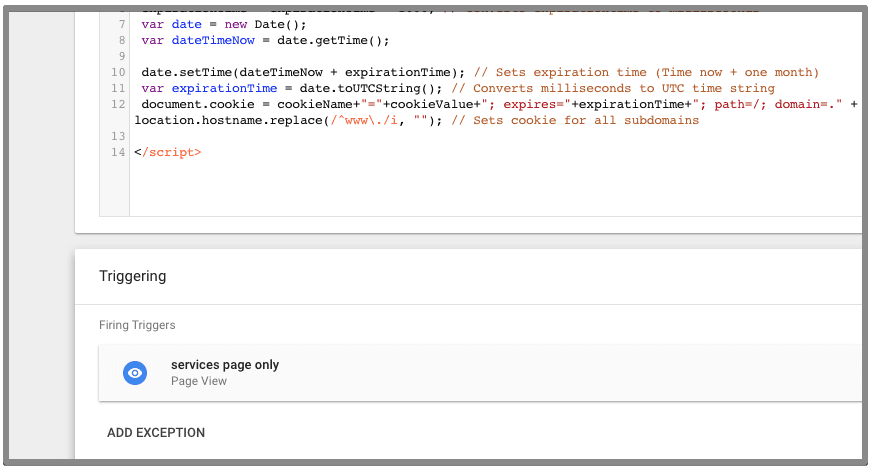 7 var date = new Date();
8 var dateTimeNow = date.getTime();
9
10 date.setTime(dateTimeNow + expirationTime); // Sets expiration time (Time now + one month)
11 var expirationTime = date.toUTCString(); // Converts milliseconds to UTC time string
12 document.cookie = cookieName+"="+cookieValue+"; expires="+expirationTime+"; path=/; domain=." +
location.hostname.replace(/^www\./i, ""); // Sets cookie for all subdomains
13
14 </script>
Triggering
Firing Triggers
services page only
Page View
ADD EXCEPTION